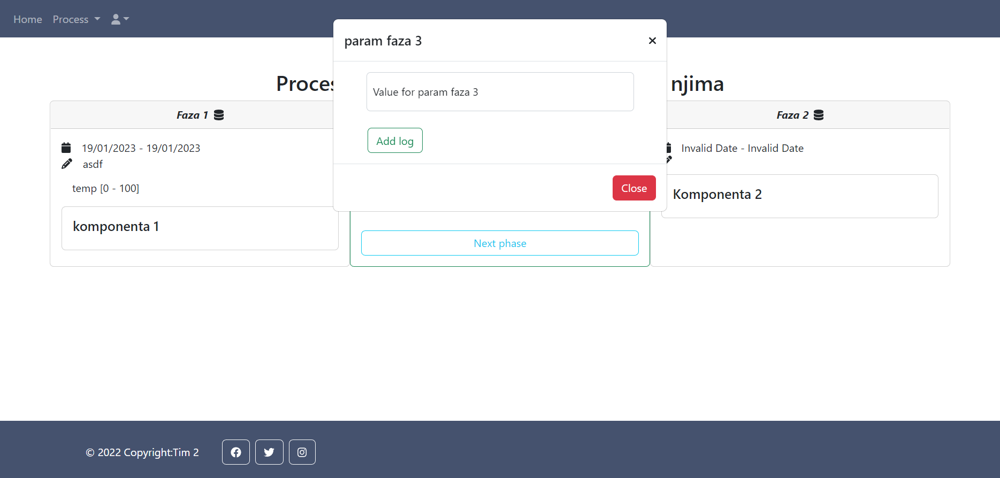 Home Process
param faza 3
Value for param faza 3
Add log
Close
njima
Faza 1
19/01/2023 - 19/01/2023
asdf
temp [0 - 100]
komponenta 1
Next phase
Faza 2
Invalid Date - Invalid Date
Komponenta 2
© 2022 Copyright:Tim 2